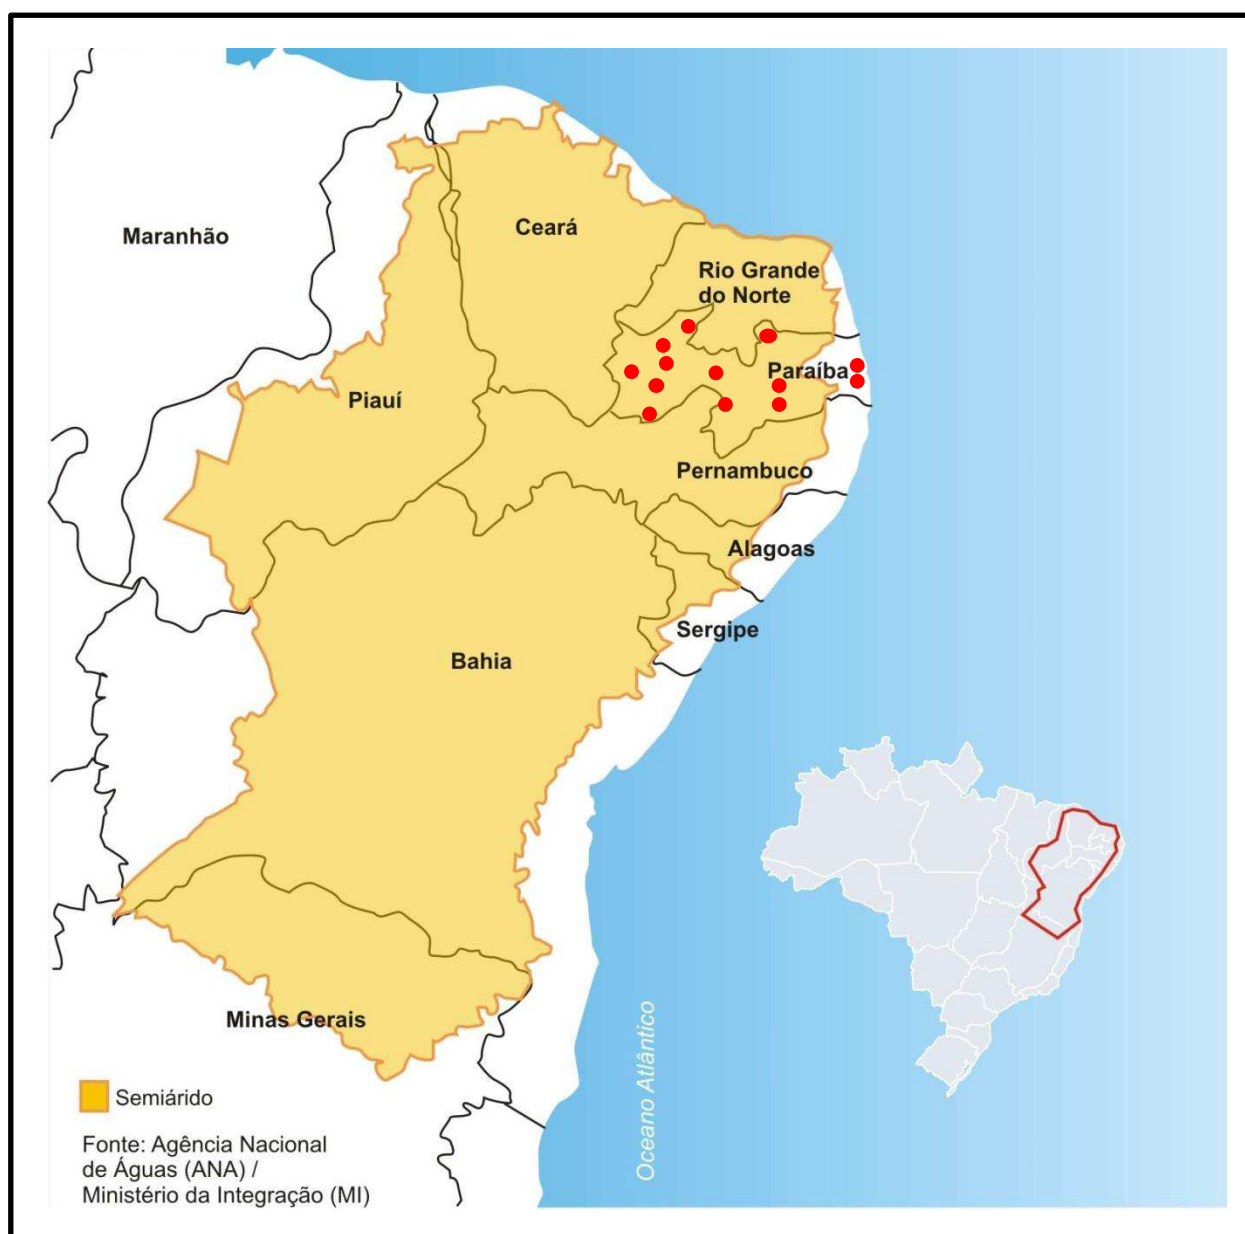 Maranhão
Ceará
Rio Grande
do Norte
Paraíba
Piauí
Pernambuco
Alagoas
Sergipe
Bahia
Minas Gerais
Oceano Atlântico
Semiárido
Fonte: Agência Nacional
de Águas (ANA) /
Ministério da Integração (MI)